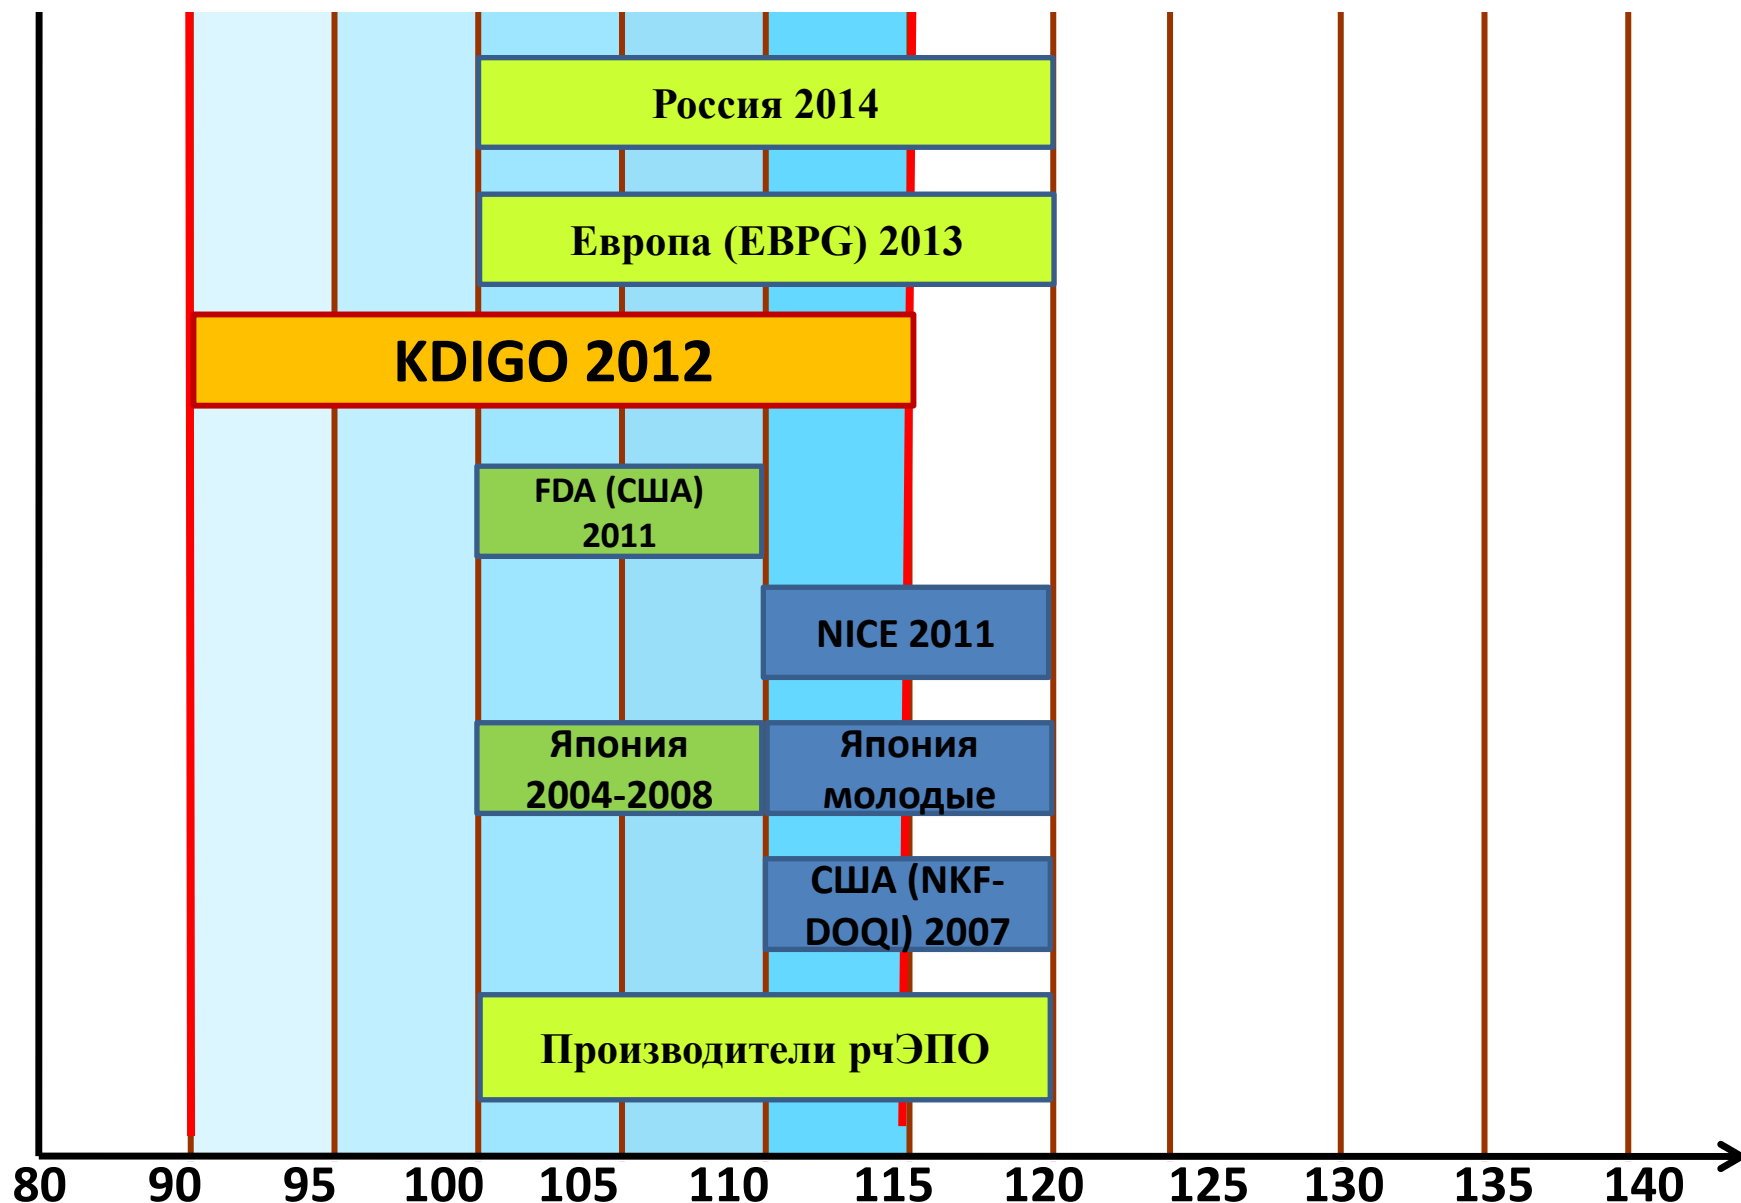 Россия 2014
Европа (EBPG) 2013
KDIGO 2012
FDA (США)
2011
NICE 2011
Япония
2004-2008
Япония
молодые
США (NKF-
DOQI) 2007
Производители рчЭПО
80 90 95 100 105 110 115 120 125 130 135 140